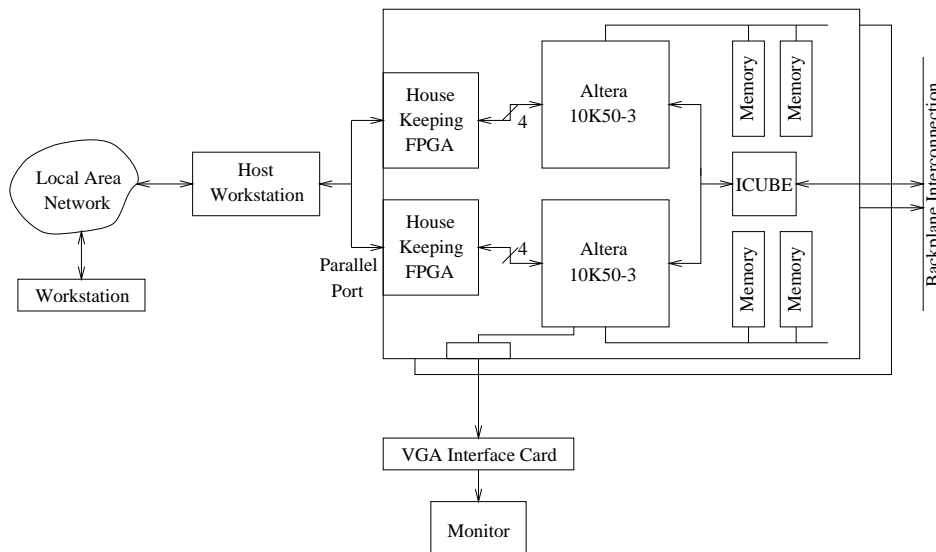 Local Area
Network
Workstation
Host
Workstation
Parallel
Port
House
Keeping
FPGA
4
Altera
10K50-3
House
Keeping
FPGA
4
Altera
10K50-3
Memory
Memory
ICUBE
Memory
Memory
Backplane Interconnection
VGA Interface Card
Monitor